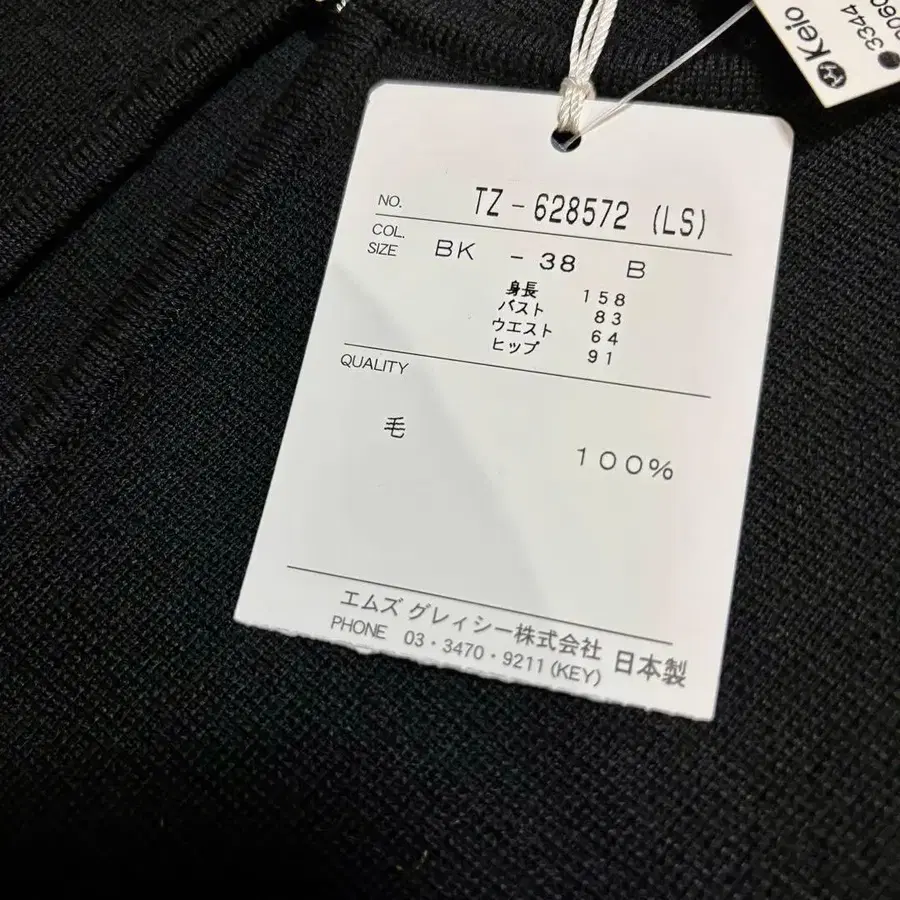 Keio
3344
NO. TZ-628572 (LS)
COL.
SIZE BK - 38 B
身長 158
バスト 83
ウエスト 64
ヒップ 91
QUALITY
毛 100%
エムズ グレィシー株式会社 日本製
PHONE 03・3470・9211(KEY)